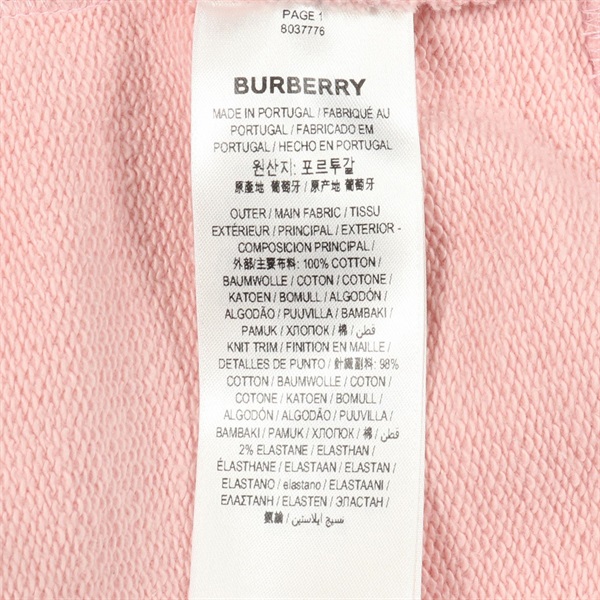 PAGE 1
8037776
BURBERRY
MADE IN PORTUGAL / FABRIQUÉ AU
PORTUGAL / FABRICADO EM
PORTUGAL / HECHO EN PORTUGAL
원산지: 포르투갈
原產地 葡萄牙 / 原产地 葡萄牙
OUTER / MAIN FABRIC / TISSU
EXTÉRIEUR / PRINCIPAL / EXTERIOR -
COMPOSICION PRINCIPAL /
外部/主要布料: 100% COTTON /
BAUMWOLLE / COTON / COTONE /
KATOEN / BOMULL / ALGODÓN /
ALGODÃO / PUUVILLA / BAMBAKI /
PAMUK / ХЛОПОК / 棉 / قطن /
KNIT TRIM / FINITION EN MAILLE /
DETALLES DE PUNTO / 針織副料: 98%
COTTON / BAUMWOLLE / COTON /
COTONE / KATOEN / BOMULL /
ALGODÓN / ALGODÃO / PUUVILLA /
BAMBAKI / PAMUK / ХЛОПОК / 棉 / قطن /
2% ELASTANE / ELASTHAN /
ÉLASTHANE / ELASTAAN / ELASTAN /
ELASTANO / elastano / ELASTAANI /
ΕΛΑΣΤΑΝΗ / ELASTEN / ЭЛАСТАН /
氨綸 / نسيج إيلاستين /